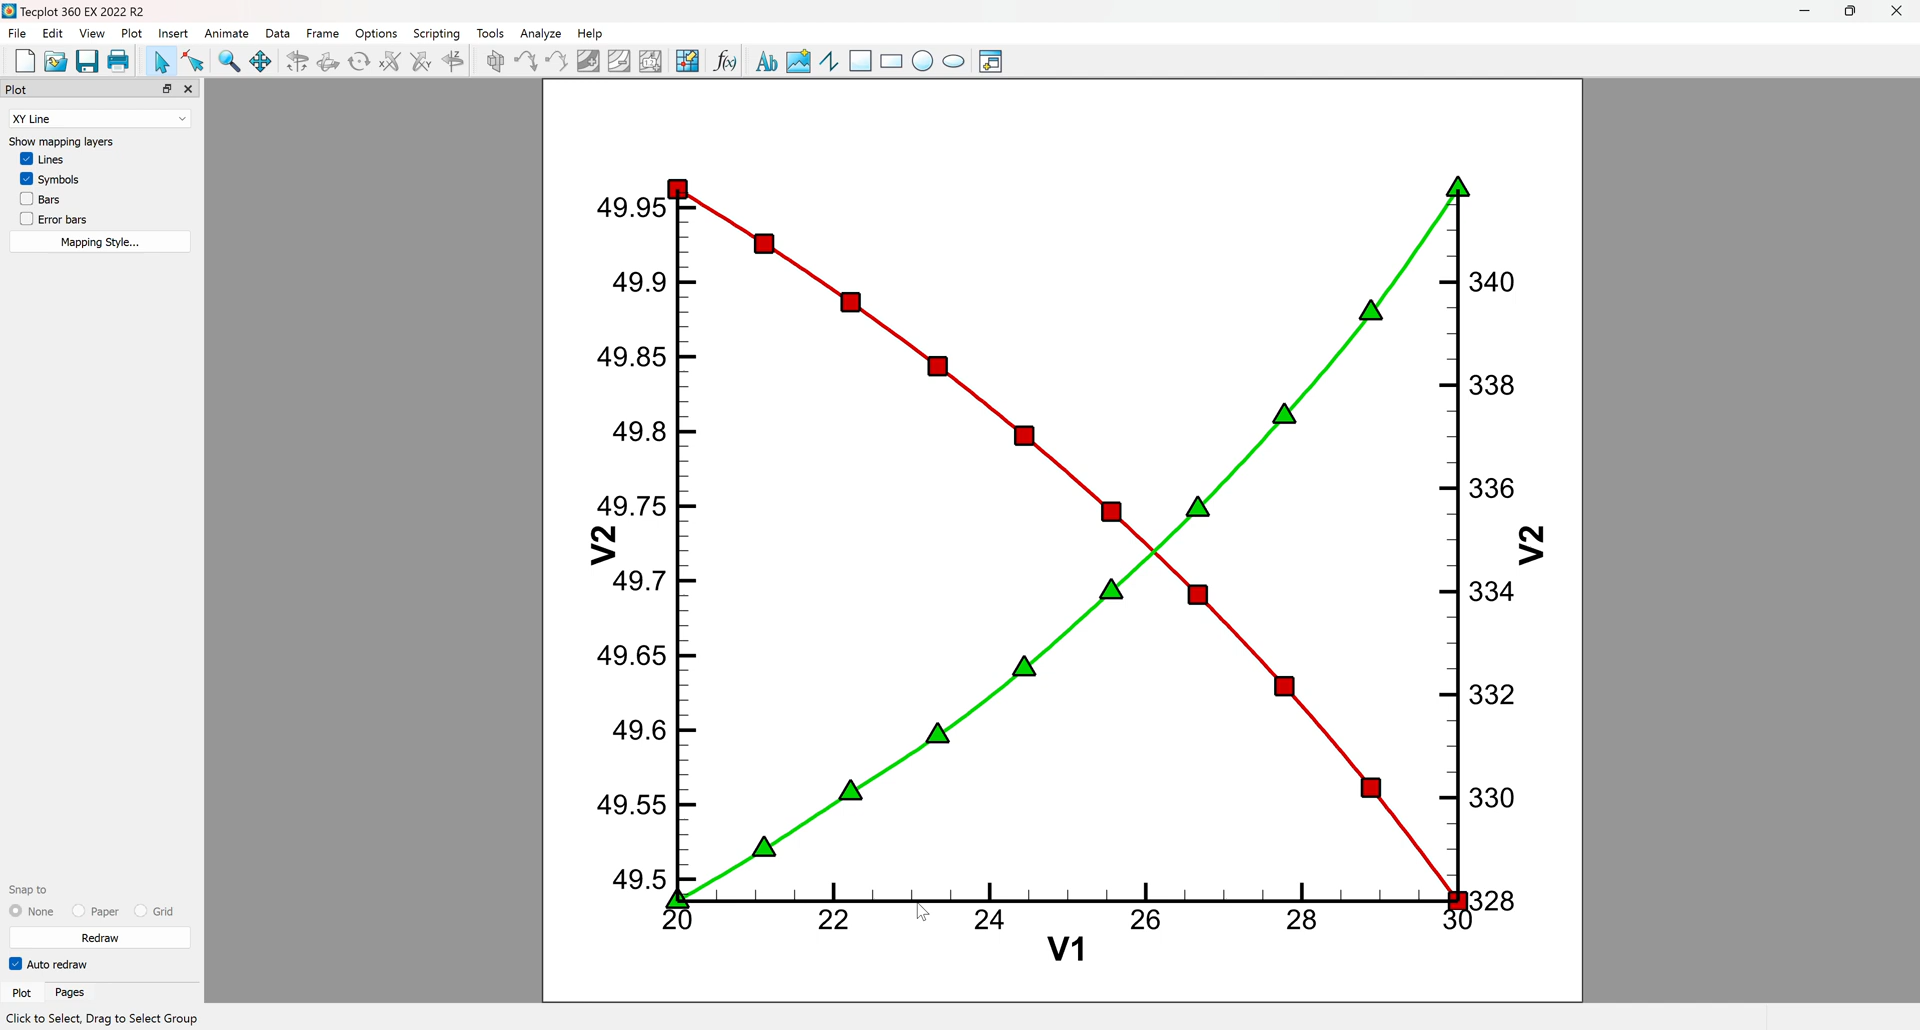 Tecplot 360 EX 2022 R2
File Edit View Plot Insert Animate Data Frame Options Scripting Tools Analyze Help
Plot
XY Line
Show mapping layers
Lines
Symbols
Bars
Error bars
Mapping Style...
49.95
49.9
49.85
49.8
49.75
49.7
49.65
49.6
49.55
49.5
V2
340
338
336
334
332
330
328
V2
20 22 24 26 28 30
V1
Snap to
None Paper Grid
Redraw
Auto redraw
Plot Pages
Click to Select, Drag to Select Group